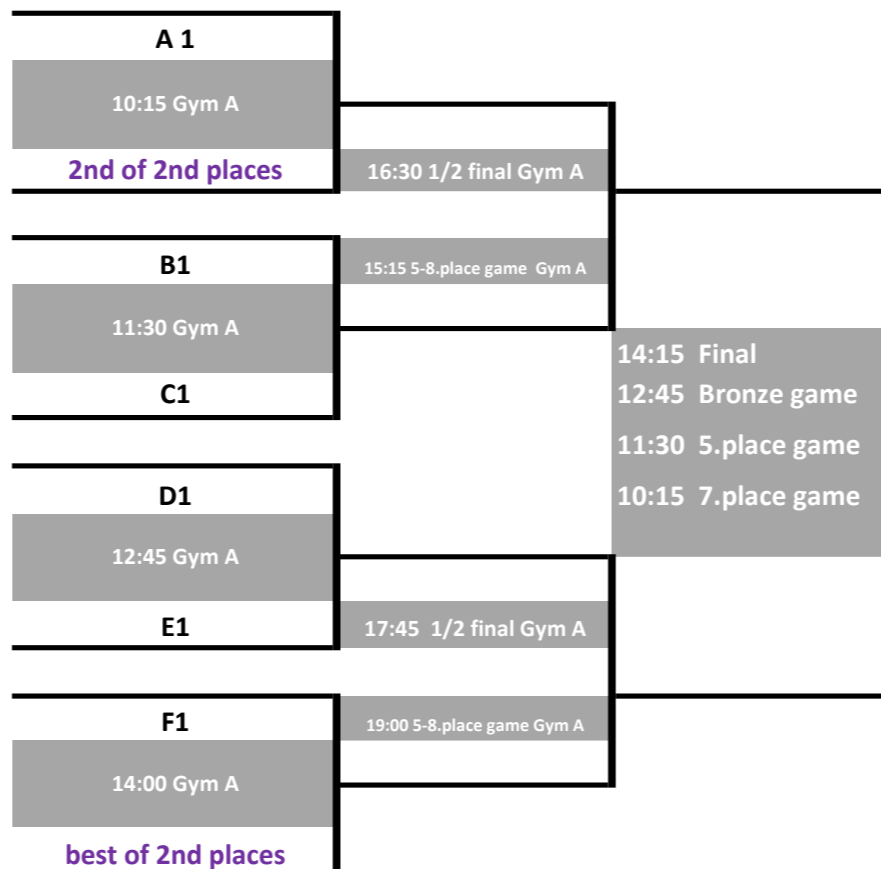 A 1
10:15 Gym A
2nd of 2nd places
16:30 1/2 final Gym A
B1
15:15 5-8.place game  Gym A
11:30 Gym A
C1
14:15  Final
12:45  Bronze game
11:30  5.place game
10:15  7.place game
D1
12:45 Gym A
E1
17:45  1/2 final Gym A
F1
19:00 5-8.place game Gym A
14:00 Gym A
best of 2nd places